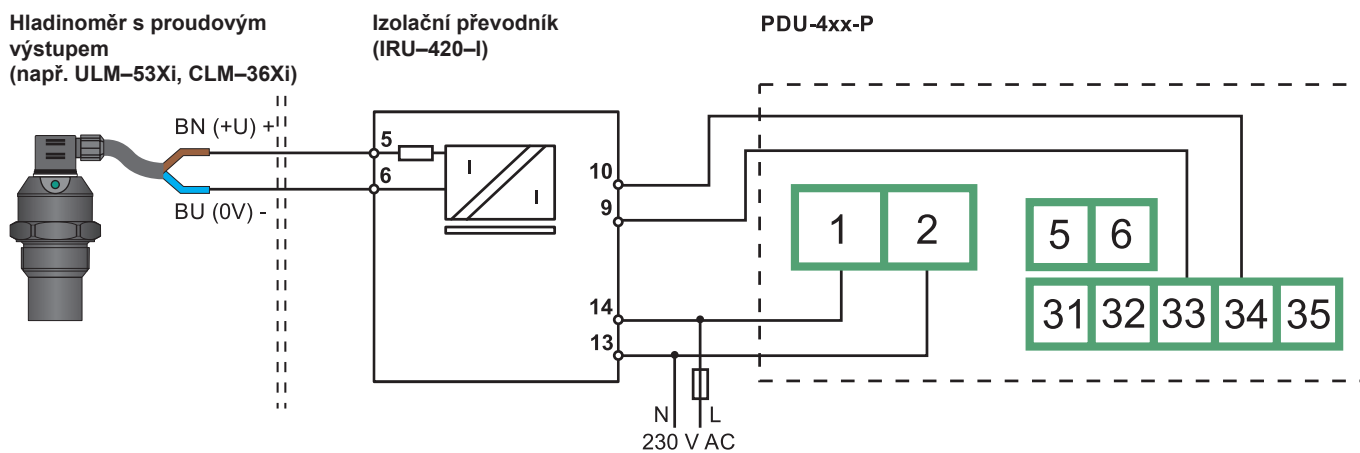 Hladinoměr s proudovým
výstupem
(např. ULM–53Xi, CLM–36Xi)
Izolační převodník
(IRU–420–I)
PDU-4xx-P
BN (+U) +
BU (0V) -
5
6
I
I
10
9
14
13
1 2
5 6
31 32 33 34 35
N L
230 V AC